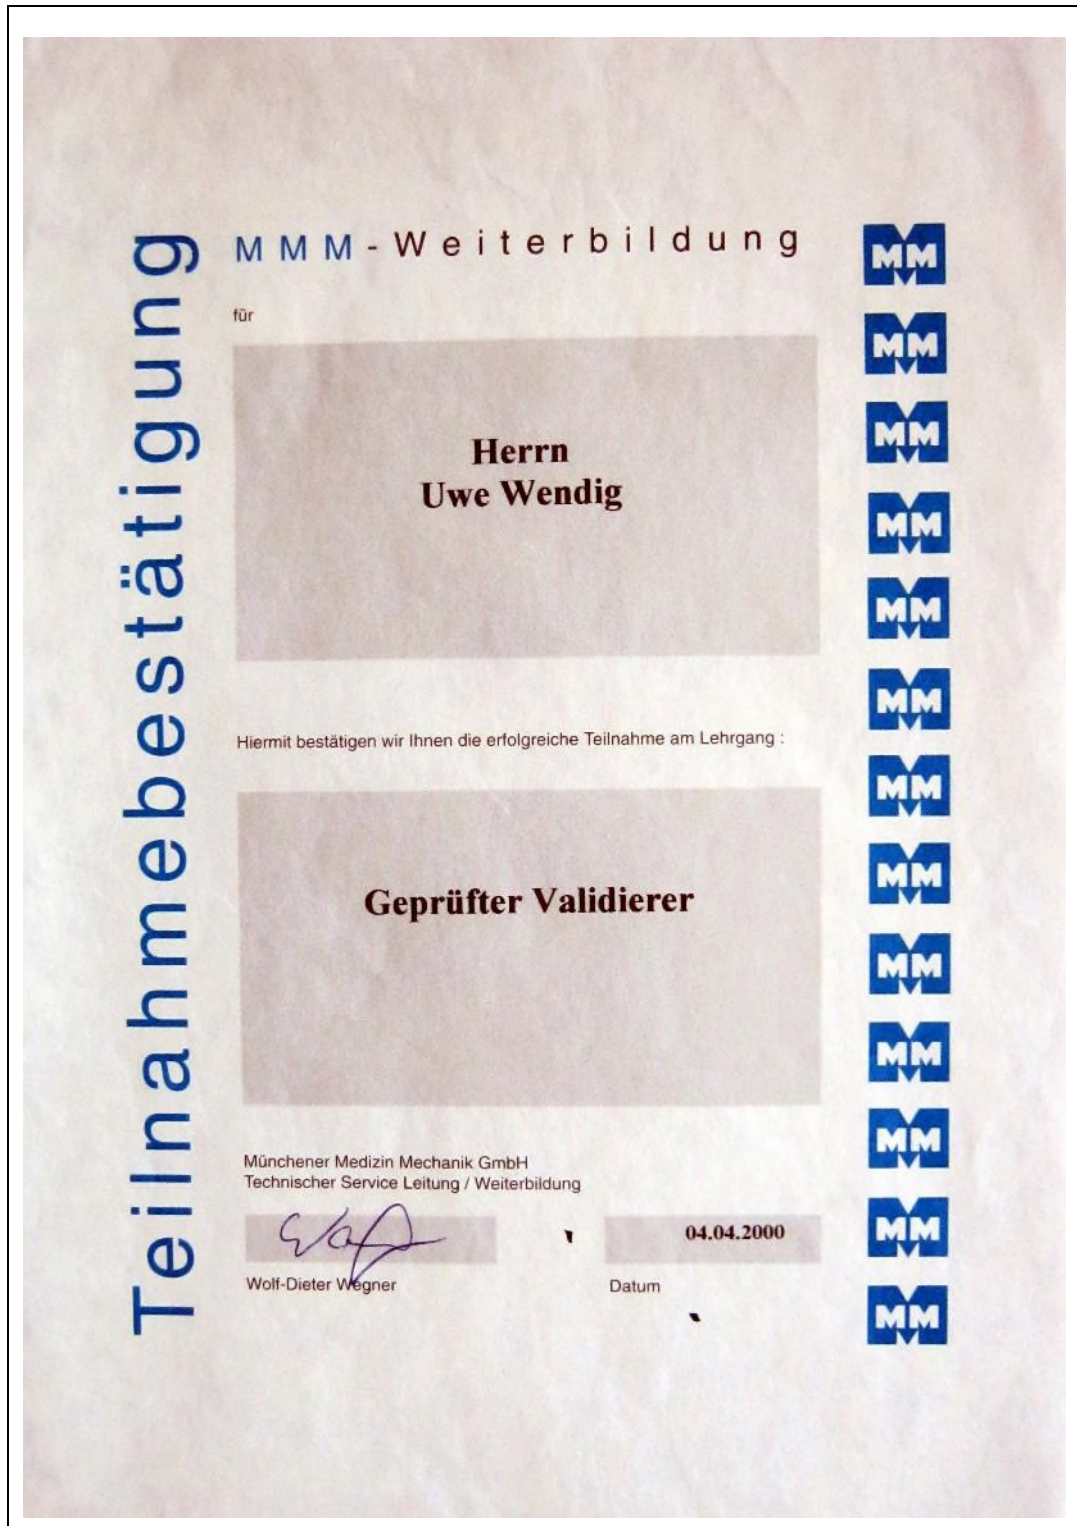 Teilnahmebestätigung
MMM-Weiterbildung
für
Herrn
Uwe Wendig
Hiermit bestätigen wir Ihnen die erfolgreiche Teilnahme am Lehrgang :
Geprüfter Validierer
Münchener Medizin Mechanik GmbH
Technischer Service Leitung / Weiterbildung
04.04.2000
Wolf-Dieter Wegner
Datum
MM
MM
MM
MM
MM
MM
MM
MM
MM
MM
MM
MM
MM